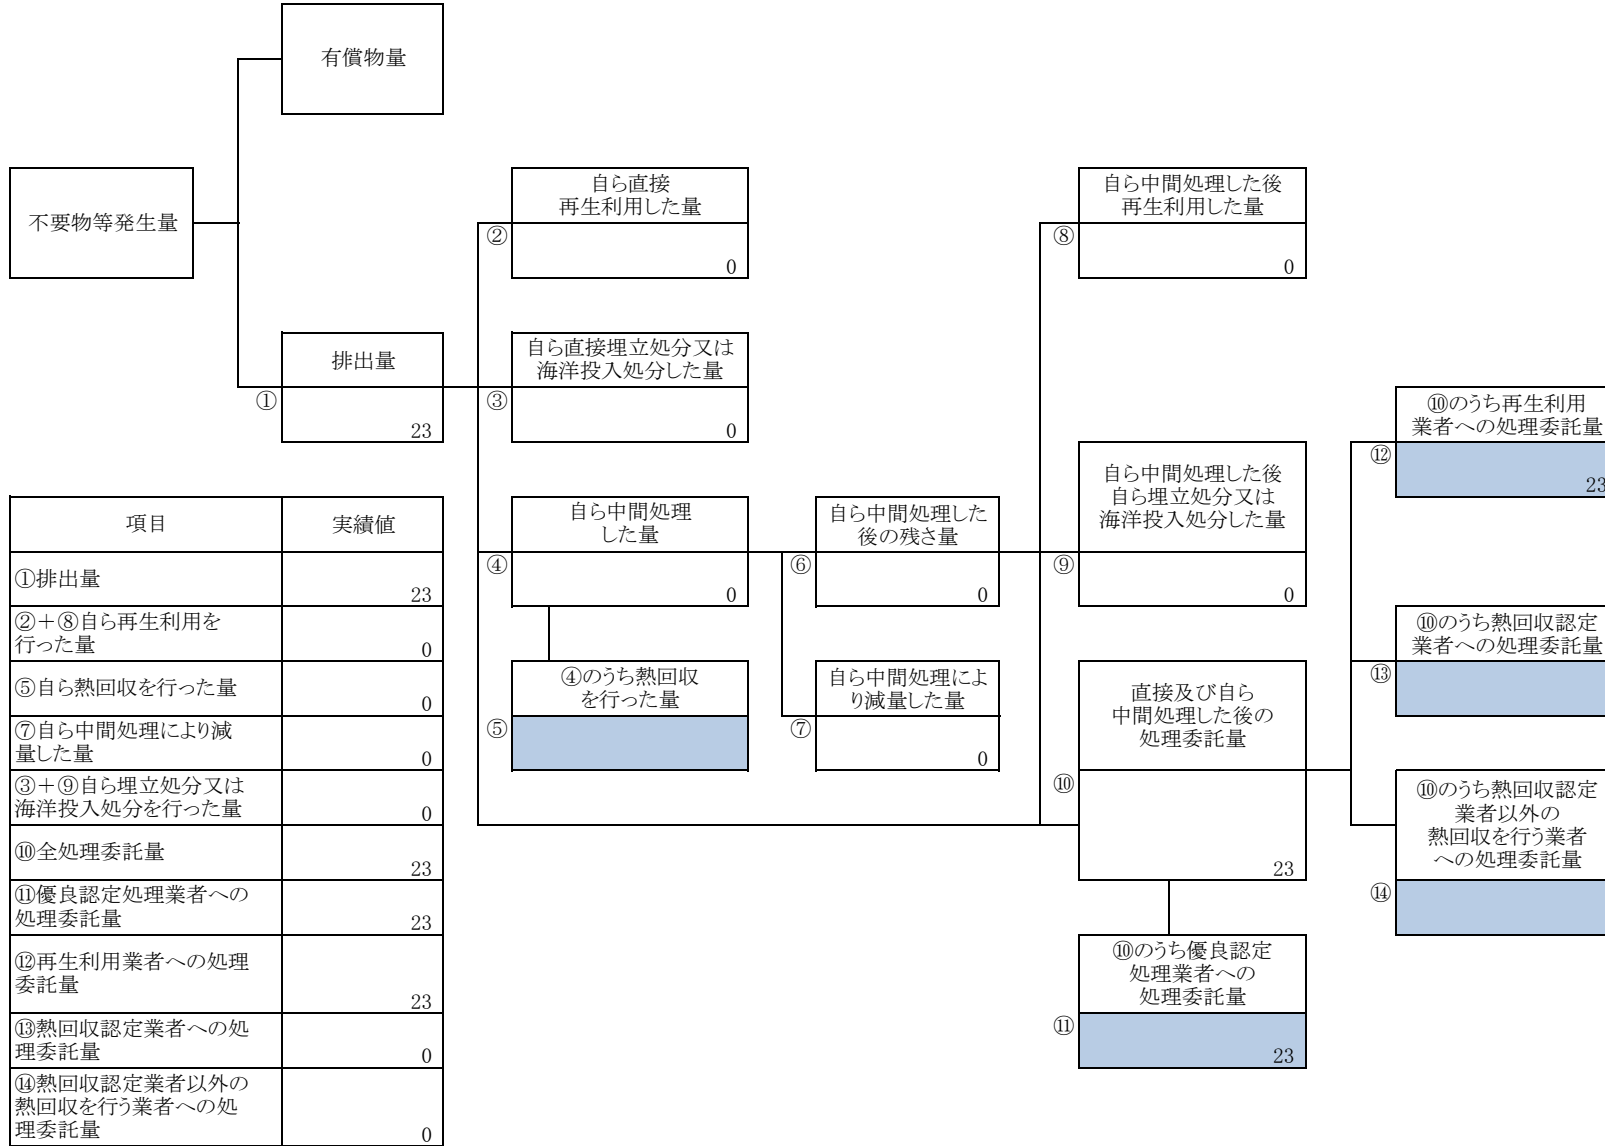 有償物量
不要物等発生量
自ら直接
再生利用した量
②
0
自ら中間処理した後
再生利用した量
⑧
0
排出量
①
23
自ら直接埋立処分又は
海洋投入処分した量
③
0
⑩のうち再生利用
業者への処理委託量
⑫
23
自ら中間処理
した量
④
0
自ら中間処理した
後の残さ量
⑥
0
自ら中間処理した後
自ら埋立処分又は
海洋投入処分した量
⑨
0
⑩のうち熱回収認定
業者への処理委託量
⑬
④のうち熱回収
を行った量
⑤
自ら中間処理によ
り減量した量
⑦
0
直接及び自ら
中間処理した後の
処理委託量
⑩
23
⑩のうち熱回収認定
業者以外の
熱回収を行う業者
への処理委託量
⑭
⑩のうち優良認定
処理業者への
処理委託量
⑪
23
項目 実績値
①排出量
23
②+⑧自ら再生利用を
行った量 0
⑤自ら熱回収を行った量
0
⑦自ら中間処理により減
量した量 0
③+⑨自ら埋立処分又は
海洋投入処分を行った量 0
⑩全処理委託量
23
⑪優良認定処理業者への
処理委託量 23
⑫再生利用業者への処理
委託量
23
⑬熱回収認定業者への処
理委託量 0
⑭熱回収認定業者以外の
熱回収を行う業者への処
理委託量 0